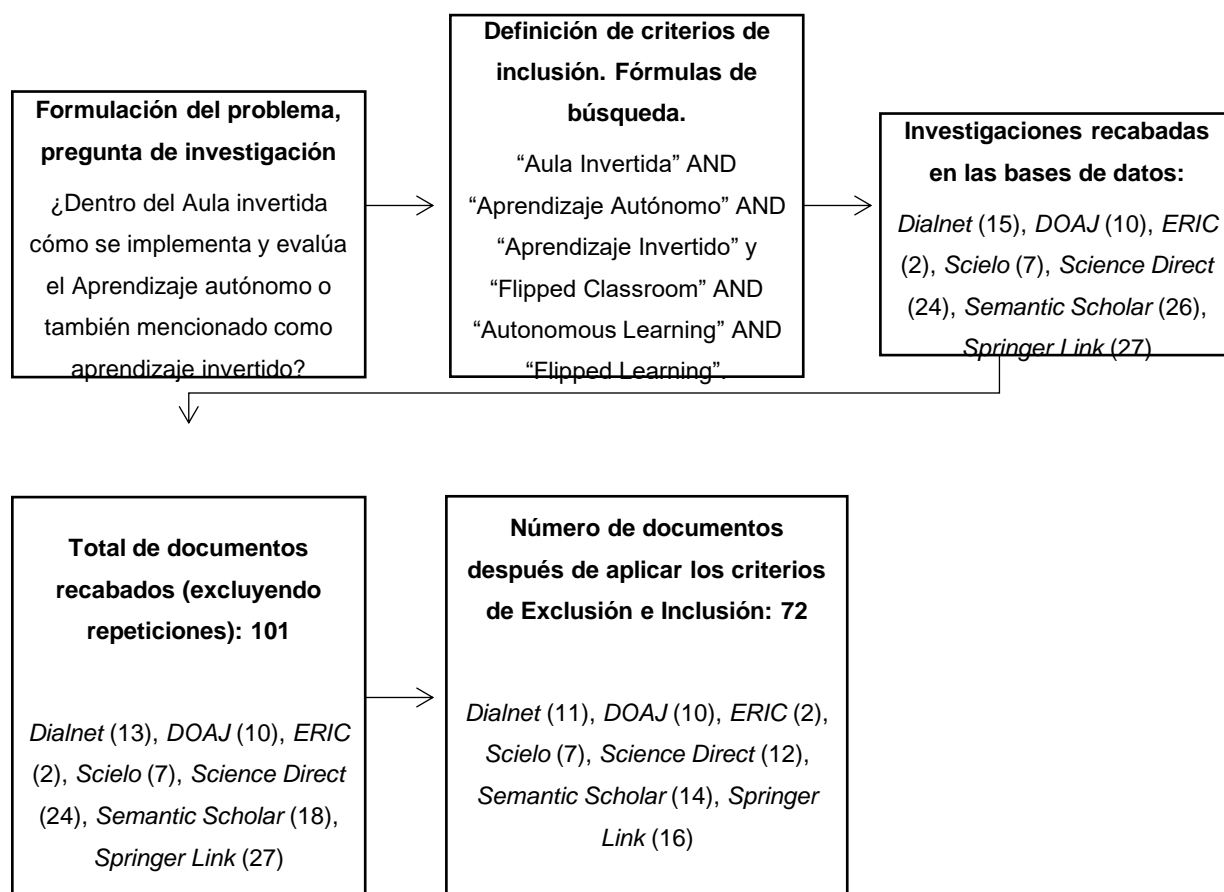 Formulación del problema,
pregunta de investigación
¿Dentro del Aula invertida
cómo se implementa y evalúa
el Aprendizaje autónomo o
también mencionado como
aprendizaje invertido?
Definición de criterios de
inclusión. Fórmulas de
búsqueda.
“Aula Invertida” AND
“Aprendizaje Autónomo” AND
“Aprendizaje Invertido” y
“Flipped Classroom” AND
“Autonomous Learning” AND
“Flipped Learning”.
Investigaciones recabadas
en las bases de datos:
Dialnet (15), DOAJ (10), ERIC
(2), Scielo (7), Science Direct
(24), Semantic Scholar (26),
Springer Link (27)
Total de documentos
recabados (excluyendo
repeticiones): 101
Dialnet (13), DOAJ (10), ERIC
(2), Scielo (7), Science Direct
(24), Semantic Scholar (18),
Springer Link (27)
Número de documentos
después de aplicar los criterios
de Exclusión e Inclusión: 72
Dialnet (11), DOAJ (10), ERIC (2),
Scielo (7), Science Direct (12),
Semantic Scholar (14), Springer
Link (16)